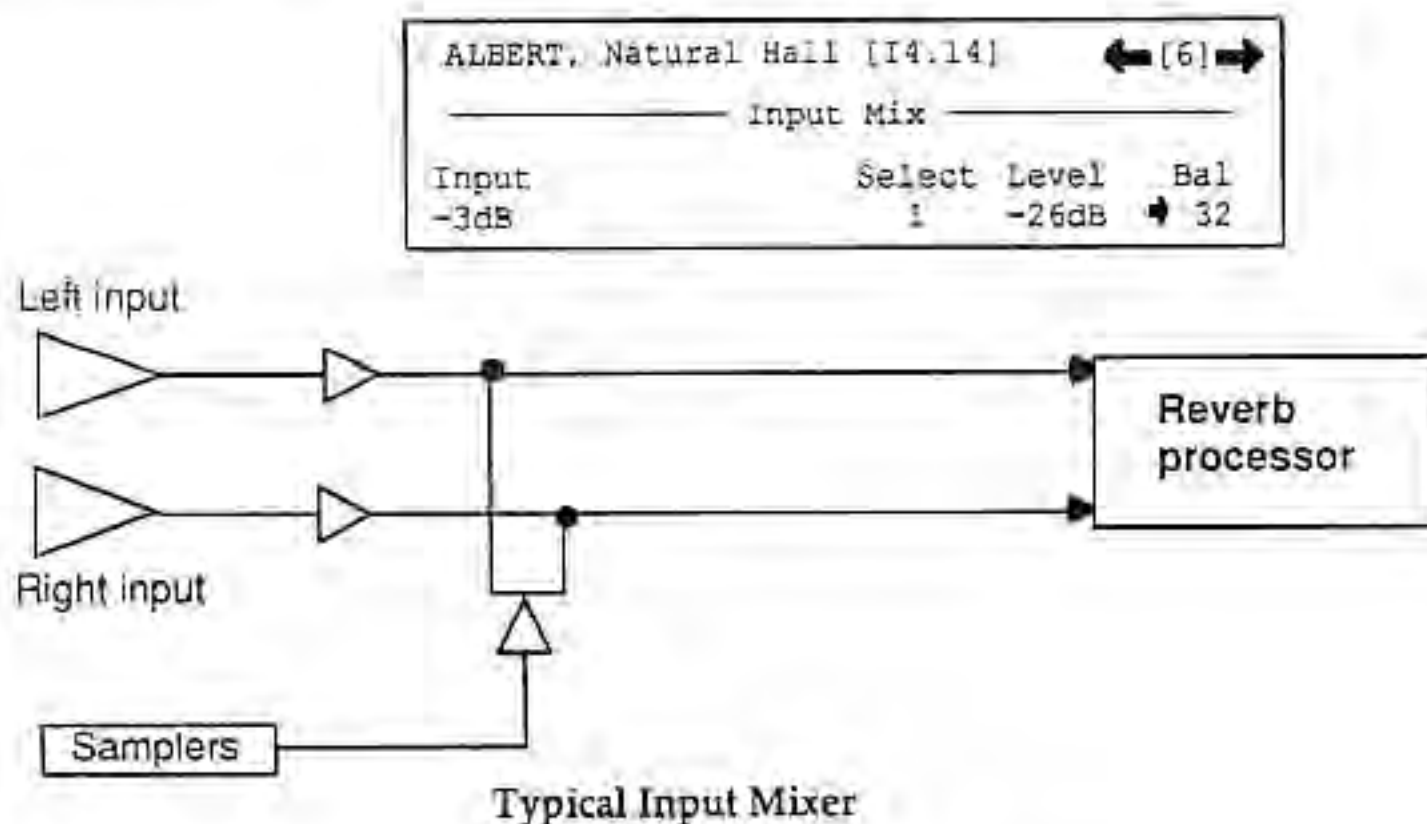 ALBERT, Natural Hall [I4.14] [6]
Input Mix
Input Select Level Bal
-3dB 1 -26dB 32
Left input
Reverb
processor
Right input
Samplers
Typical Input Mixer